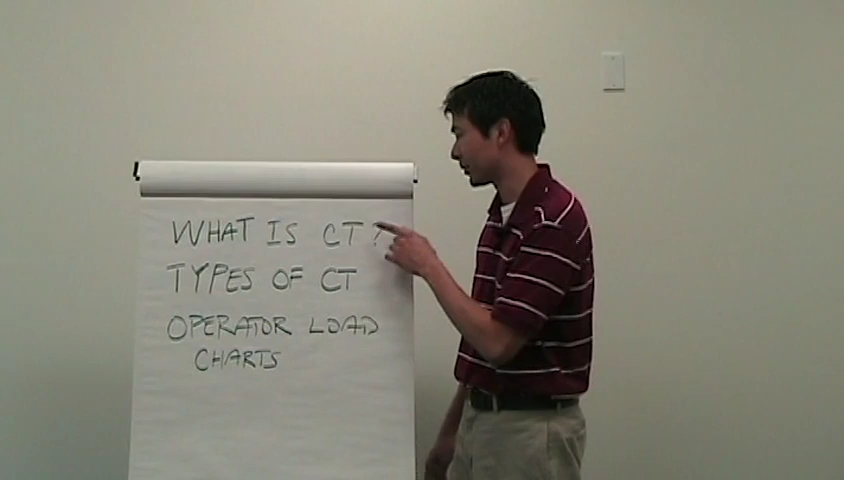 WHAT IS CT?
TYPES OF CT
OPERATOR LOAD
CHARTS